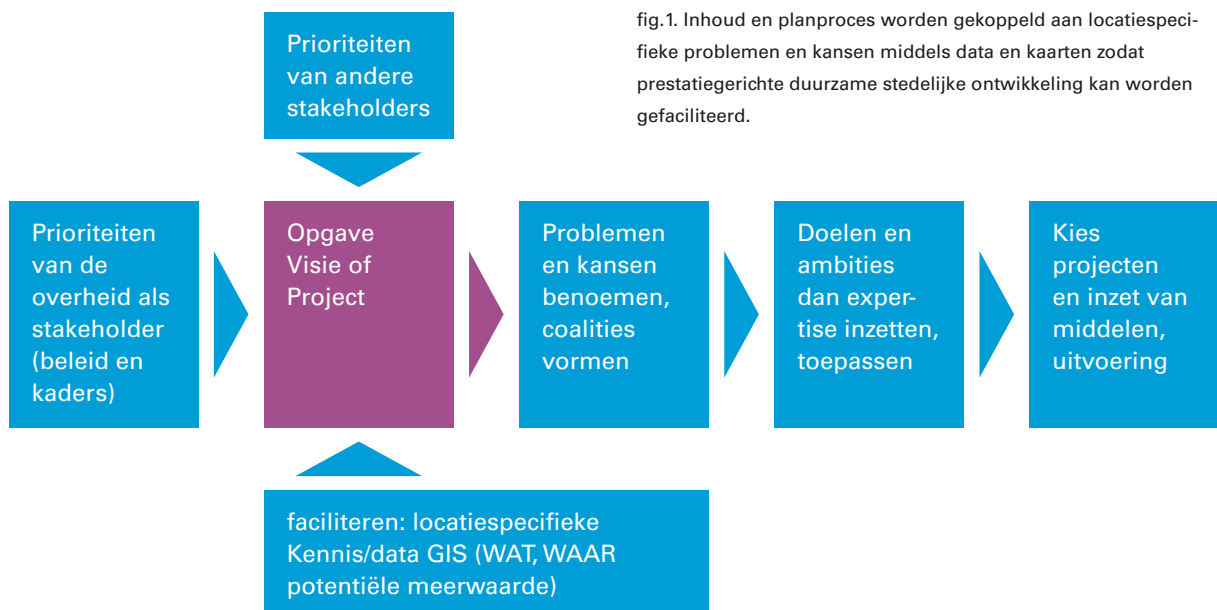 Prioriteiten
van andere
stakeholders
fig.1. Inhoud en planproces worden gekoppeld aan locatiespeci-
fieke problemen en kansen middels data en kaarten zodat
prestatiegerichte duurzame stedelijke ontwikkeling kan worden
gefaciliteerd.
Prioriteiten
van de
overheid als
stakeholder
(beleid en
kaders)
Opgave
Visie of
Project
Problemen
en kansen
benoemen,
coalities
vormen
Doelen en
ambities
dan exper-
tise inzetten,
toepassen
Kies
projecten
en inzet van
middelen,
uitvoering
faciliteren: locatiespecifieke
Kennis/data GIS (WAT, WAAR
potentiële meerwaarde)